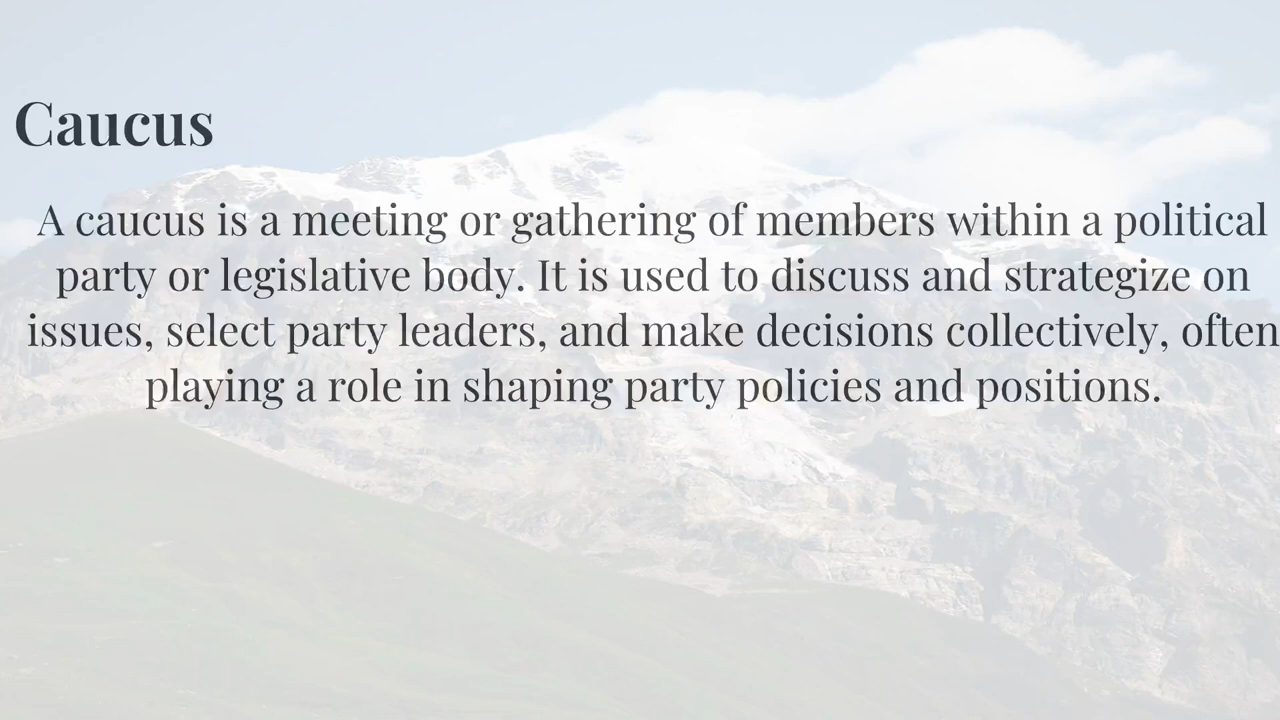 Caucus
A caucus is a meeting or gathering of members within a political
party or legislative body. It is used to discuss and strategize on
issues, select party leaders, and make decisions collectively, often
playing a role in shaping party policies and positions.